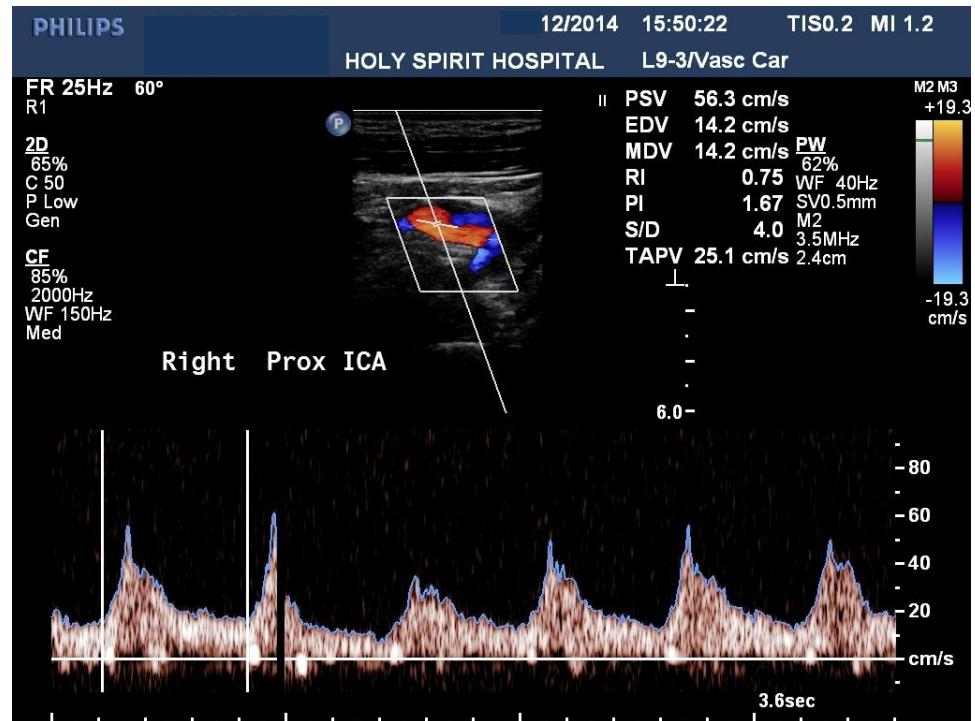 PHILIPS 12/2014 15:50:22 TIS0.2 MI 1.2
HOLY SPIRIT HOSPITAL L9-3/Vasc Car
FR 25Hz 60°
R1
2D
65%
C 50
P Low
Gen
CF
85%
2000Hz
WF 150Hz
Med
P
PSV 56.3 cm/s
EDV 14.2 cm/s
MDV 14.2 cm/s
RI 0.75
PI 1.67
S/D 4.0
TAPV 25.1 cm/s
PW
62%
WF 40Hz
SV0.5mm
M2
3.5MHz
2.4cm
M2 M3
+19.3
-19.3
cm/s
Right Prox ICA
6.0
80
60
40
20
cm/s
3.6sec